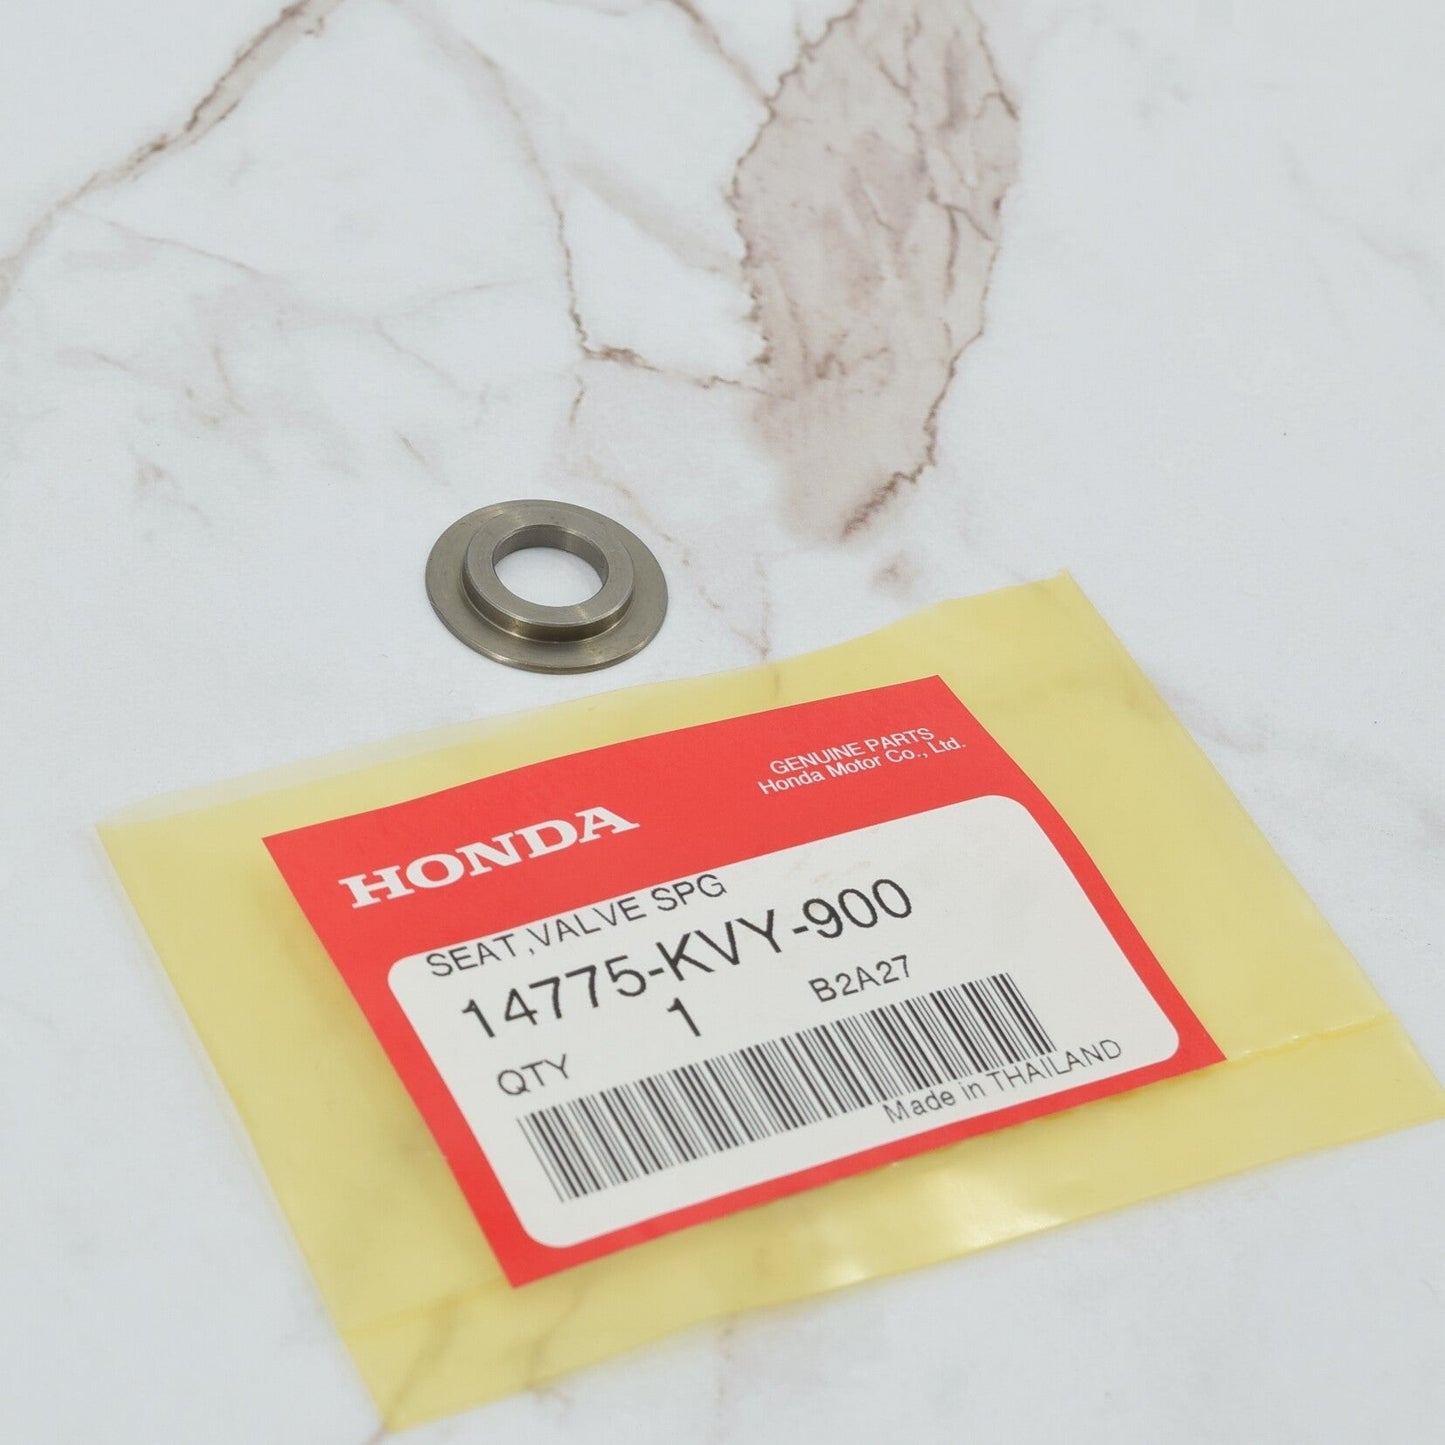 HONDA
GENUINE PARTS
Honda Motor Co., Ltd.
SEAT,VALVE SPG
14775-KVY-900
QTY 1 B2A27
Made in THAILAND